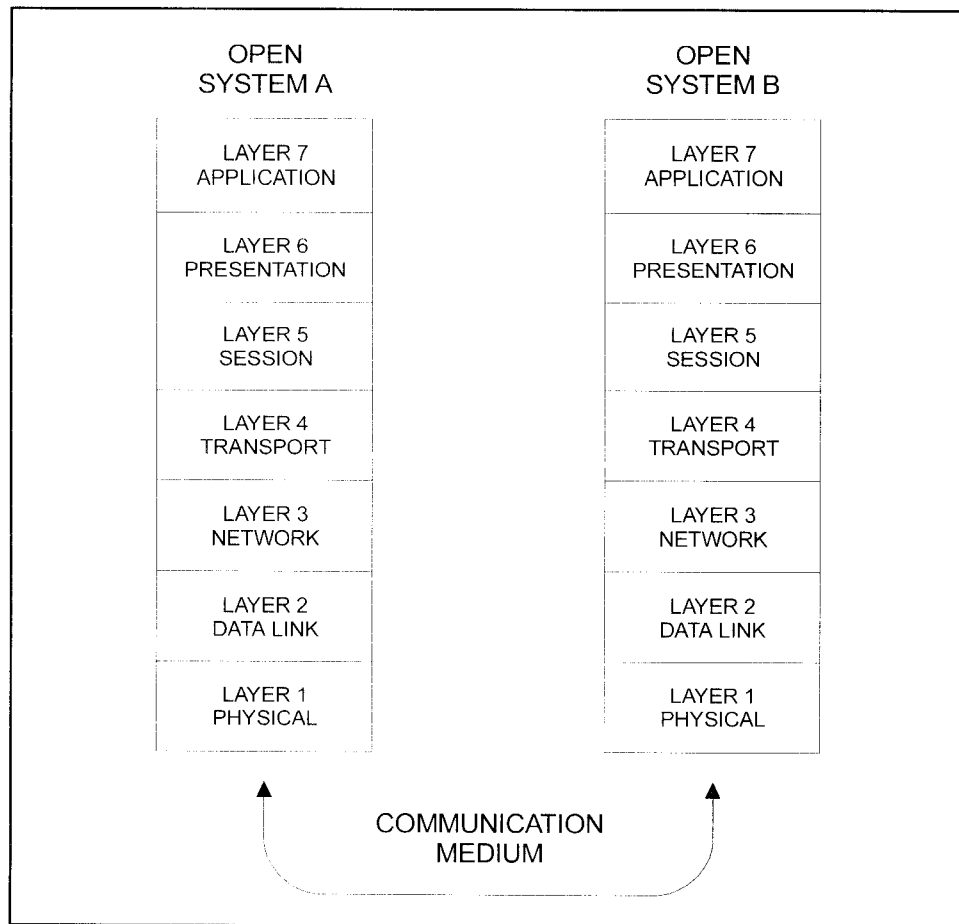 OPEN
SYSTEM A
LAYER 7
APPLICATION
LAYER 6
PRESENTATION
LAYER 5
SESSION
LAYER 4
TRANSPORT
LAYER 3
NETWORK
LAYER 2
DATA LINK
LAYER 1
PHYSICAL
OPEN
SYSTEM B
LAYER 7
APPLICATION
LAYER 6
PRESENTATION
LAYER 5
SESSION
LAYER 4
TRANSPORT
LAYER 3
NETWORK
LAYER 2
DATA LINK
LAYER 1
PHYSICAL
COMMUNICATION
MEDIUM